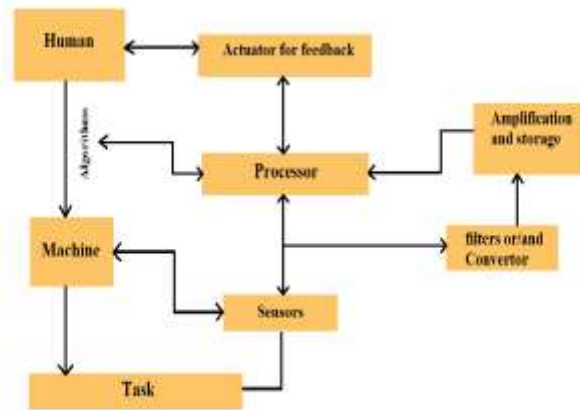 Human
Actuator for feedback
Algorithms
Amplification
and storage
Processor
Machine
filters or/and
Convertor
Sensors
Task